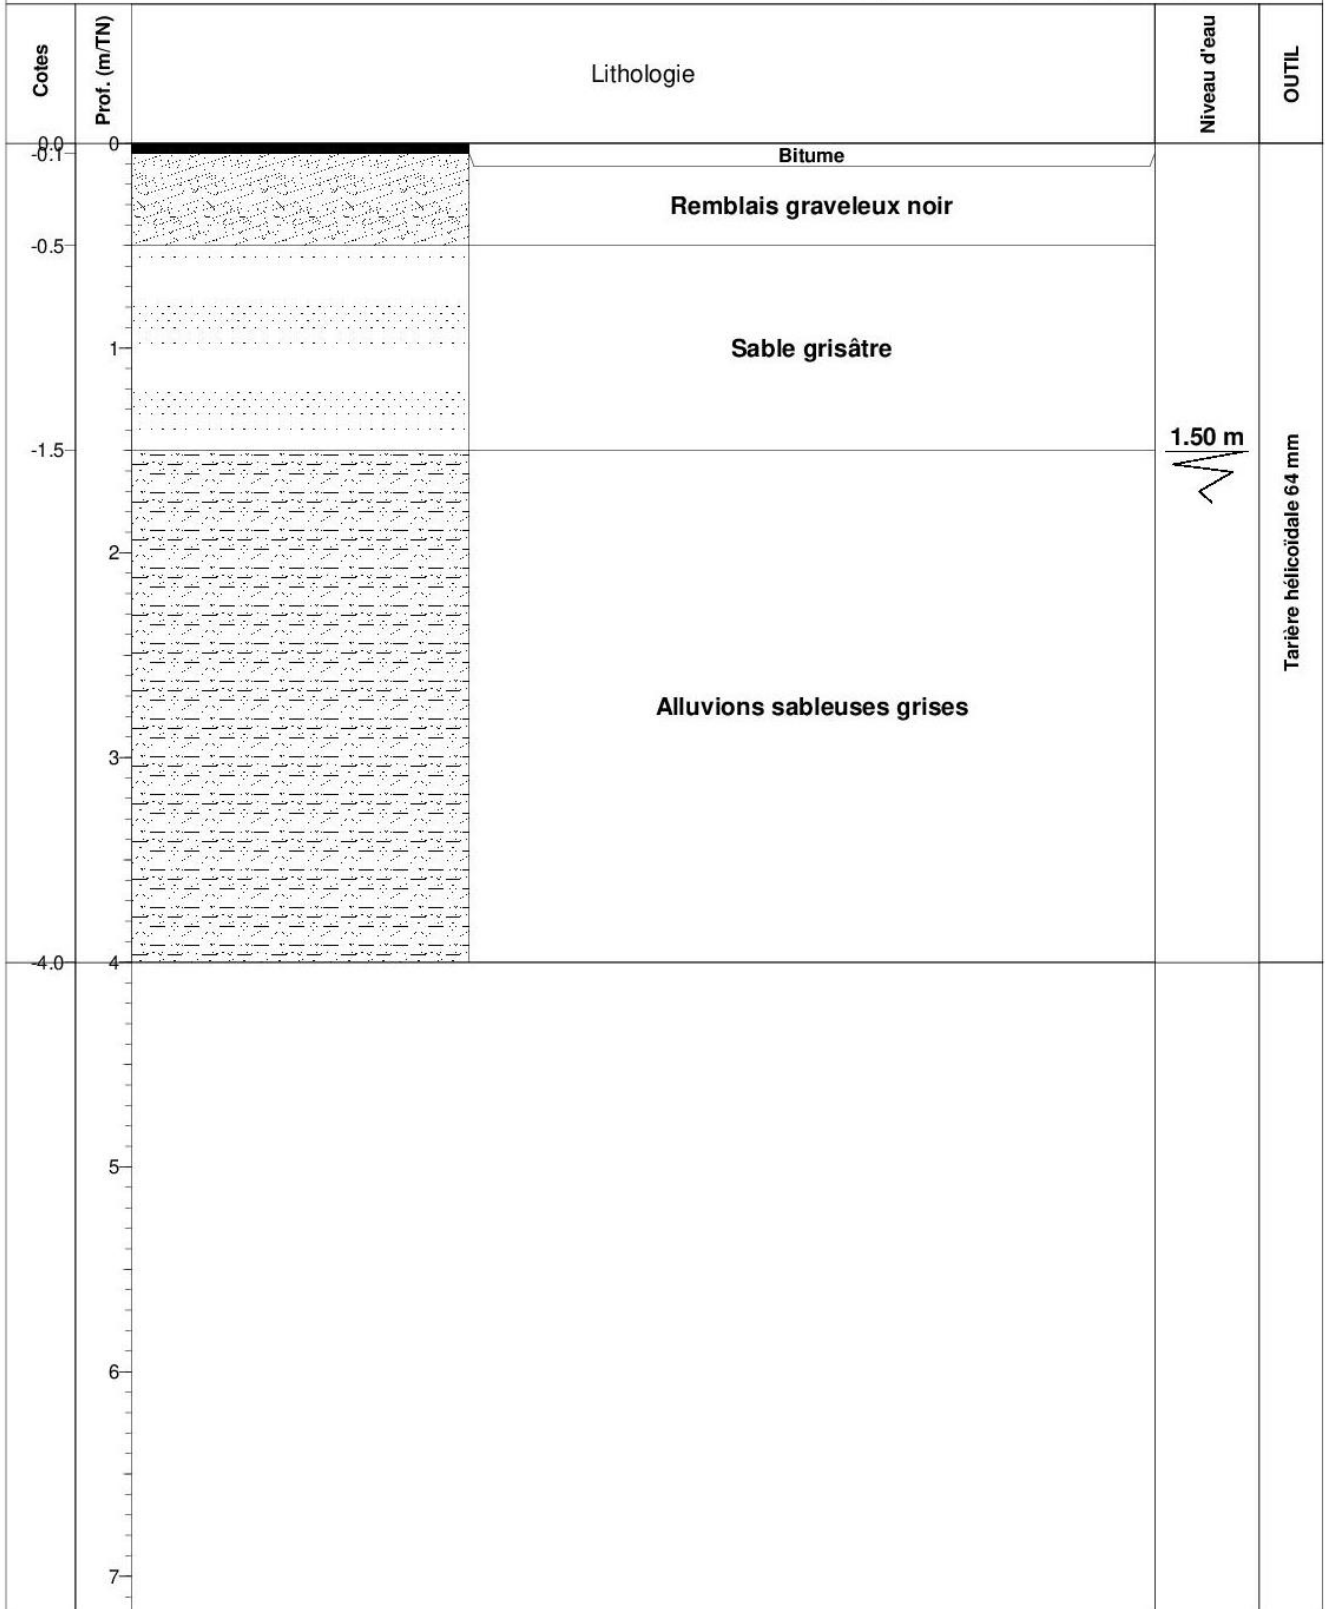 Cotes
Prof. (m/TN)
Lithologie
Niveau d'eau
OUTIL
0.0
0
-0.1
Bitume
Remblais graveleux noir
-0.5
1
Sable grisâtre
1.50 m
-1.5
Tarière hélicoïdale 64 mm
2
Alluvions sableuses grises
3
-4.0
4
5
6
7